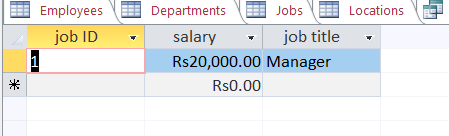 Employees Departments Jobs Locations
job ID salary job title
1 Rs20,000.00 Manager
* Rs0.00